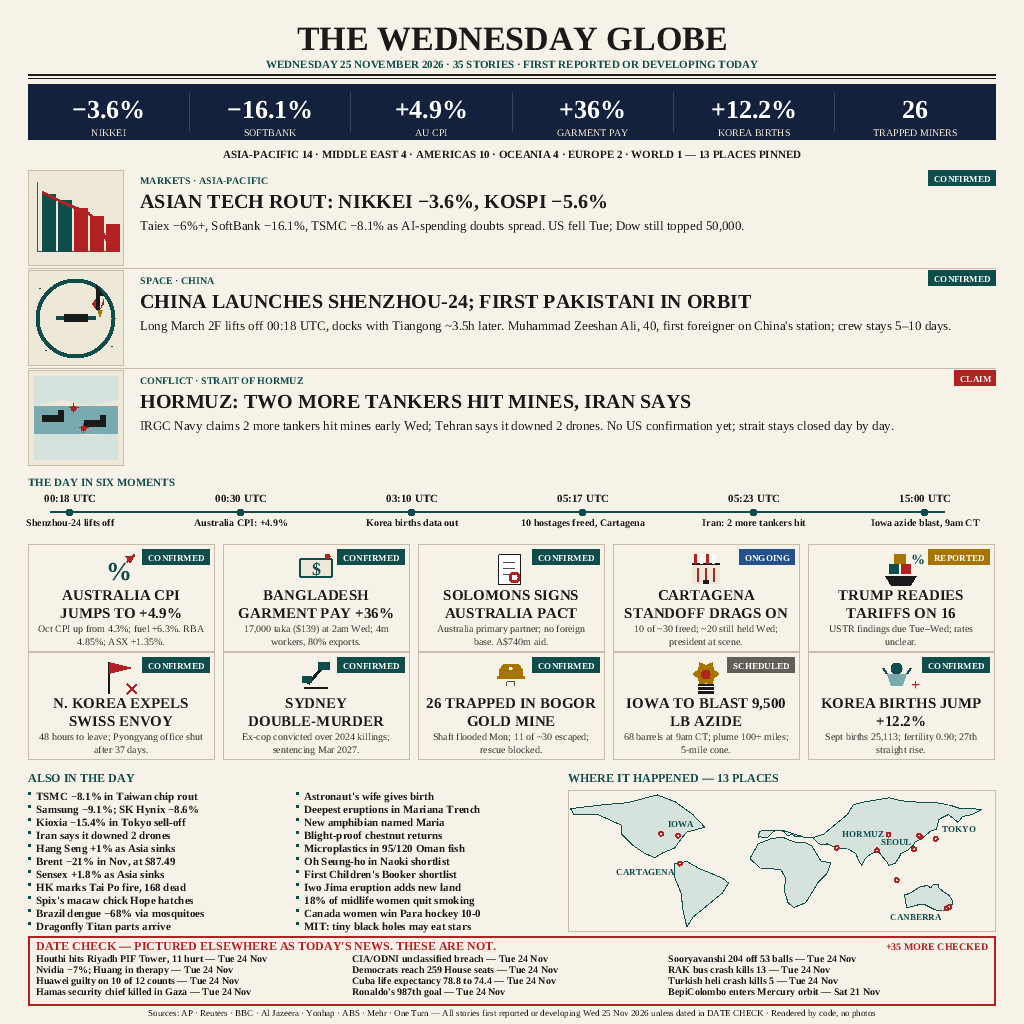 THE WEDNESDAY GLOBE
WEDNESDAY 25 NOVEMBER 2026 · 35 STORIES · FIRST REPORTED OR DEVELOPING TODAY
−3.6%
NIKKEI
−16.1%
SOFTBANK
+4.9%
AU CPI
+36%
GARMENT PAY
+12.2%
KOREA BIRTHS
26
TRAPPED MINERS
ASIA-PACIFIC 14 · MIDDLE EAST 4 · AMERICAS 10 · OCEANIA 4 · EUROPE 2 · WORLD 1 — 13 PLACES PINNED
MARKETS · ASIA-PACIFIC
CONFIRMED
ASIAN TECH ROUT: NIKKEI −3.6%, KOSPI −5.6%
Taiex −6%+, SoftBank −16.1%, TSMC −8.1% as AI-spending doubts spread. US fell Tue; Dow still topped 50,000.
SPACE · CHINA
CONFIRMED
CHINA LAUNCHES SHENZHOU-24; FIRST PAKISTANI IN ORBIT
Long March 2F lifts off 00:18 UTC, docks with Tiangong ~3.5h later. Muhammad Zeeshan Ali, 40, first foreigner on China's station; crew stays 5–10 days.
CONFLICT · STRAIT OF HORMUZ
CLAIM
HORMUZ: TWO MORE TANKERS HIT MINES, IRAN SAYS
IRGC Navy claims 2 more tankers hit mines early Wed; Tehran says it downed 2 drones. No US confirmation yet; strait stays closed day by day.
THE DAY IN SIX MOMENTS
00:18 UTC
Shenzhou-24 lifts off
00:30 UTC
Australia CPI: +4.9%
03:10 UTC
Korea births data out
05:17 UTC
10 hostages freed, Cartagena
05:23 UTC
Iran: 2 more tankers hit
15:00 UTC
Iowa azide blast, 9am CT
%
CONFIRMED
AUSTRALIA CPI
JUMPS TO +4.9%
Oct CPI up from 4.3%; fuel +6.3%. RBA
4.85%; ASX +1.35%.
$
CONFIRMED
BANGLADESH
GARMENT PAY +36%
17,000 taka ($139) at 2am Wed; 4m
workers, 80% exports.
CONFIRMED
SOLOMONS SIGNS
AUSTRALIA PACT
Australia primary partner; no foreign
base. A$740m aid.
ONGOING
CARTAGENA
STANDOFF DRAGS ON
10 of ~30 freed; ~20 still held Wed;
president at scene.
%
REPORTED
TRUMP READIES
TARIFFS ON 16
USTR findings due Tue–Wed; rates
unclear.
CONFIRMED
N. KOREA EXPELS
SWISS ENVOY
48 hours to leave; Pyongyang office shut
after 37 days.
CONFIRMED
SYDNEY
DOUBLE-MURDER
Ex-cop convicted over 2024 killings;
sentencing Mar 2027.
CONFIRMED
26 TRAPPED IN BOGOR
GOLD MINE
Shaft flooded Mon; 11 of ~30 escaped;
rescue blocked.
SCHEDULED
IOWA TO BLAST 9,500
LB AZIDE
68 barrels at 9am CT; plume 100+ miles;
5-mile cone.
+
CONFIRMED
KOREA BIRTHS JUMP
+12.2%
Sept births 25,113; fertility 0.90; 27th
straight rise.
ALSO IN THE DAY
TSMC −8.1% in Taiwan chip rout
Samsung −9.1%; SK Hynix −8.6%
Kioxia −15.4% in Tokyo sell-off
Iran says it downed 2 drones
Hang Seng +1% as Asia sinks
Brent −21% in Nov, at $87.49
Sensex +1.8% as Asia sinks
HK marks Tai Po fire, 168 dead
Spix's macaw chick Hope hatches
Brazil dengue −68% via mosquitoes
Dragonfly Titan parts arrive
Astronaut's wife gives birth
Deepest eruptions in Mariana Trench
New amphibian named Maria
Blight-proof chestnut returns
Microplastics in 95/120 Oman fish
Oh Seung-ho in Naoki shortlist
First Children's Booker shortlist
Iwo Jima eruption adds new land
18% of midlife women quit smoking
Canada women win Para hockey 10-0
MIT: tiny black holes may eat stars
WHERE IT HAPPENED — 13 PLACES
IOWA
CARTAGENA
HORMUZ
SEOUL
TOKYO
CANBERRA
DATE CHECK — PICTURED ELSEWHERE AS TODAY'S NEWS. THESE ARE NOT.
+35 MORE CHECKED
Houthi hits Riyadh PIF Tower, 11 hurt — Tue 24 Nov
Nvidia −7%; Huang in therapy — Tue 24 Nov
Huawei guilty on 10 of 12 counts — Tue 24 Nov
Hamas security chief killed in Gaza — Tue 24 Nov
CIA/ODNI unclassified breach — Tue 24 Nov
Democrats reach 259 House seats — Tue 24 Nov
Cuba life expectancy 78.8 to 74.4 — Tue 24 Nov
Ronaldo's 987th goal — Tue 24 Nov
Sooryavanshi 204 off 53 balls — Tue 24 Nov
RAK bus crash kills 13 — Tue 24 Nov
Turkish heli crash kills 5 — Tue 24 Nov
BepiColombo enters Mercury orbit — Sat 21 Nov
Sources: AP · Reuters · BBC · Al Jazeera · Yonhap · ABS · Mehr · One Turn — All stories first reported or developing Wed 25 Nov 2026 unless dated in DATE CHECK · Rendered by code, no photos